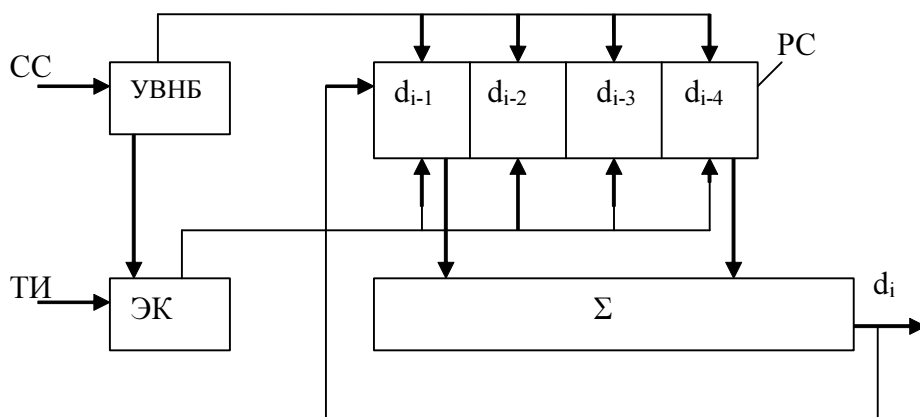 СС
УВНБ
d_{i-1} d_{i-2} d_{i-3} d_{i-4}
РС
ТИ
ЭК
Σ
d_i